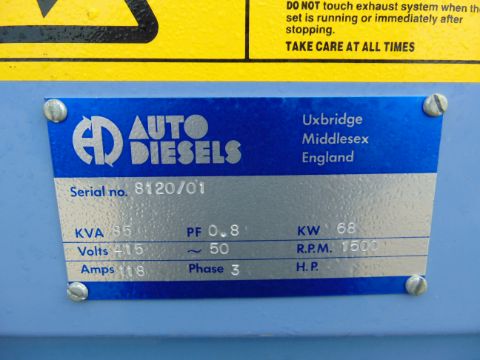 DO NOT touch exhaust system when the
set is running or immediately after
stopping.
TAKE CARE AT ALL TIMES
AD AUTO DIESELS
Uxbridge
Middlesex
England
Serial no. 8120/01
KVA 85 PF 0.8 KW 68
Volts 415 ~ 50 R.P.M. 1500
Amps 118 Phase 3 H.P.